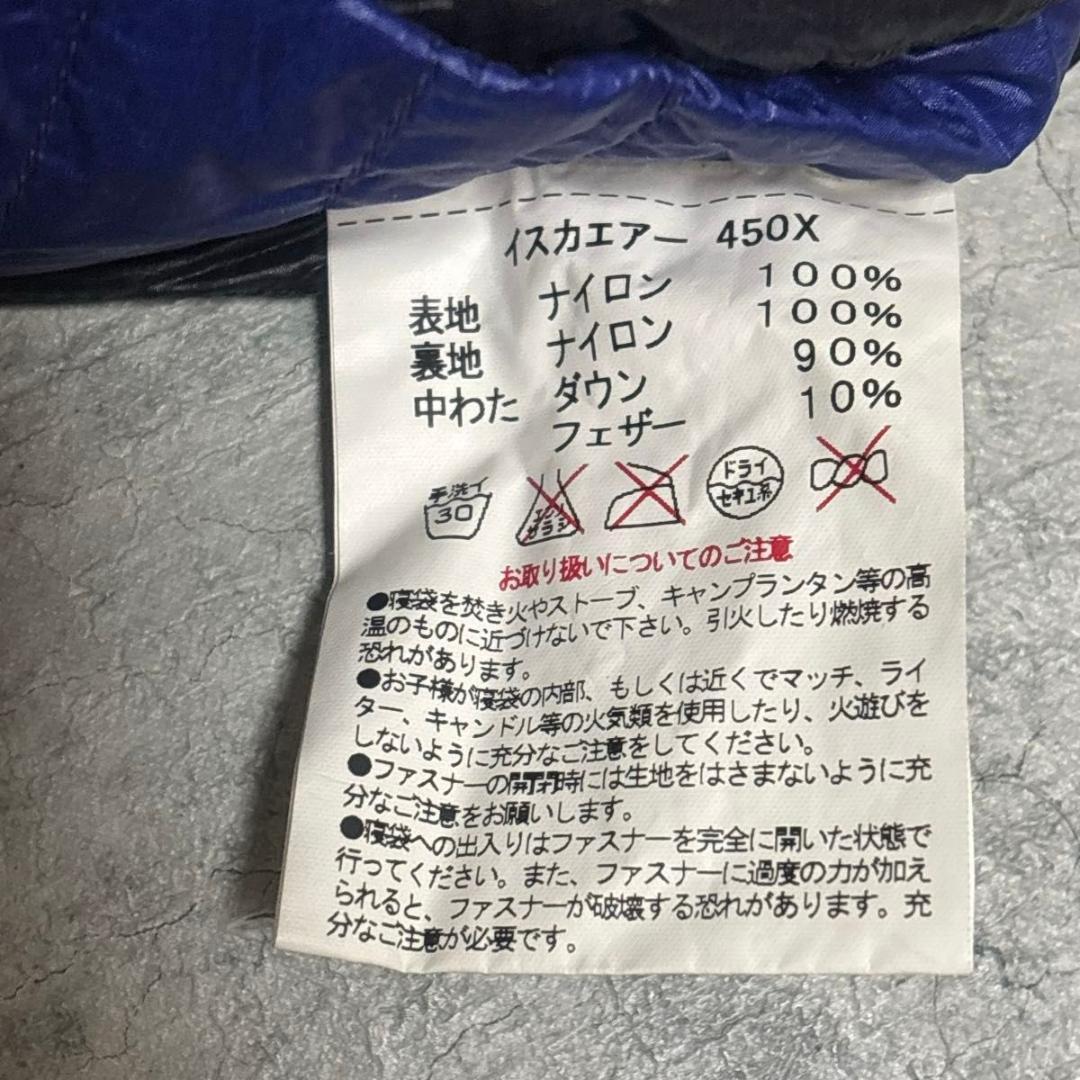 イスカエアー 450X
表地 ナイロン 100%
裏地 ナイロン 100%
中わた ダウン 90%
フェザー 10%
手洗イ
30
エンソ
サラシ
ドライ
セキユ系
お取り扱いについてのご注意
●寝袋を焚き火やストーブ、キャンプランタン等の高
温のものに近づけないで下さい。引火したり燃焼する
恐れがあります。
●お子様が寝袋の内部、もしくは近くでマッチ、ライ
ター、キャンドル等の火気類を使用したり、火遊びを
しないように充分なご注意をしてください。
●ファスナーの開閉時には生地をはさまないように充
分なご注意をお願いします。
●寝袋への出入りはファスナーを完全に開いた状態で
行ってください。また、ファスナーに過度の力が加え
られると、ファスナーが破壊する恐れがあります。充
分なご注意が必要です。